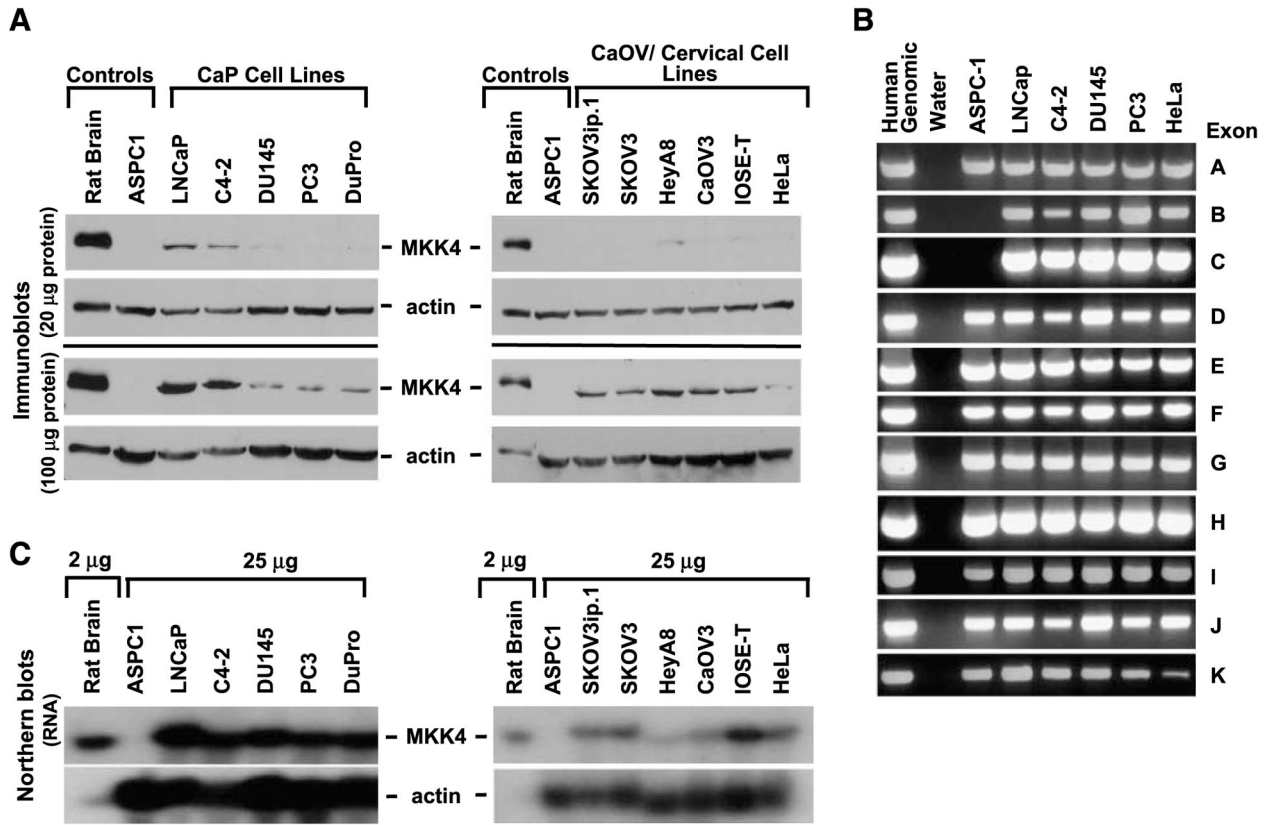 A
Controls
CaP Cell Lines
Rat Brain
ASPC1
LNCaP
C4-2
DU145
PC3
DuPro
Controls
CaOV/ Cervical Cell
Lines
Rat Brain
ASPC1
SKOV3ip.1
SKOV3
HeyA8
CaOV3
IOSE-T
HeLa
Immunoblots
(20 μg protein)
(100 μg protein)
– MKK4 –
– actin –
– MKK4 –
– actin –
B
Human
Genomic
Water
ASPC-1
LNCap
C4-2
DU145
PC3
HeLa
Exon
A
B
C
D
E
F
G
H
I
J
K
C
2 μg
25 μg
Rat Brain
ASPC1
LNCaP
C4-2
DU145
PC3
DuPro
2 μg
25 μg
Rat Brain
ASPC1
SKOV3ip.1
SKOV3
HeyA8
CaOV3
IOSE-T
HeLa
Northern blots
(RNA)
– MKK4 –
– actin –